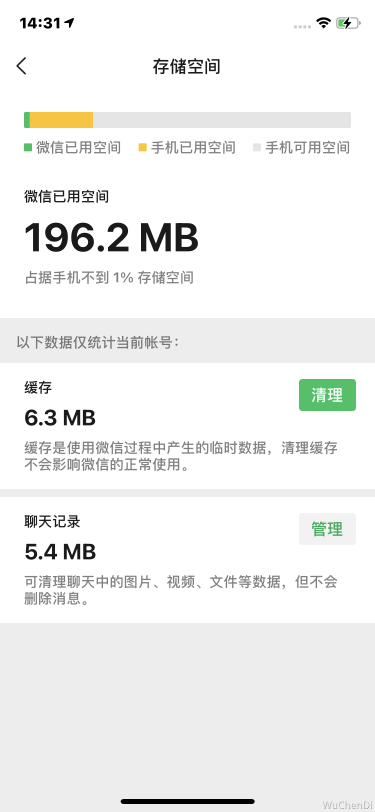 14:31
存储空间
微信已用空间 手机已用空间 手机可用空间
微信已用空间
196.2 MB
占据手机不到 1% 存储空间
以下数据仅统计当前帐号：
缓存
清理
6.3 MB
缓存是使用微信过程中产生的临时数据，清理缓存
不会影响微信的正常使用。
聊天记录
管理
5.4 MB
可清理聊天中的图片、视频、文件等数据，但不会
删除消息。
WuChenDi